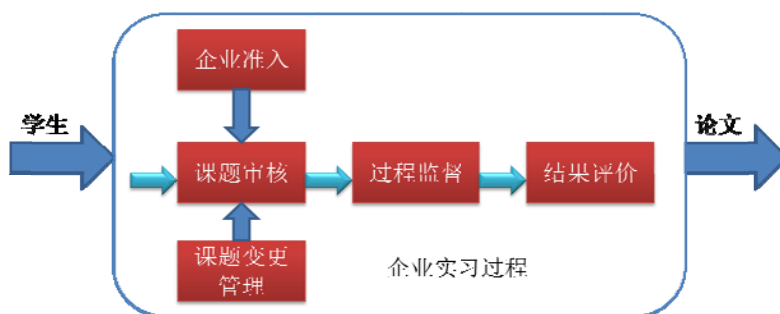 企业准入
学生
论文
课题审核
过程监督
结果评价
课题变更
管理
企业实习过程